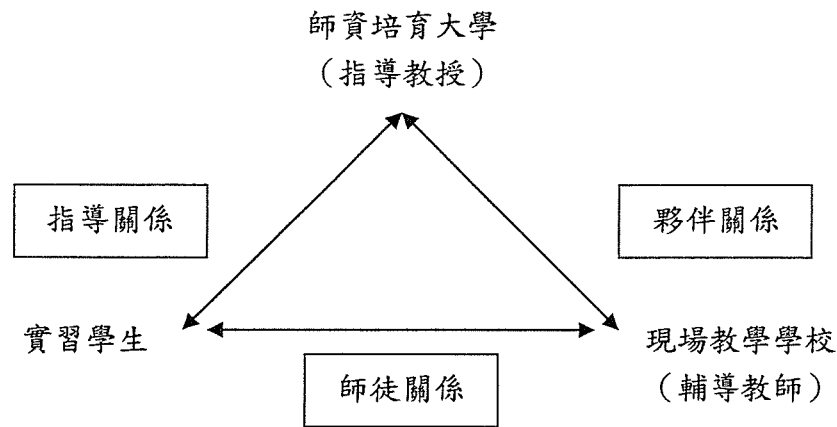 師資培育大學
（指導教授）
指導關係
夥伴關係
實習學生
現場教學學校
（輔導教師）
師徒關係